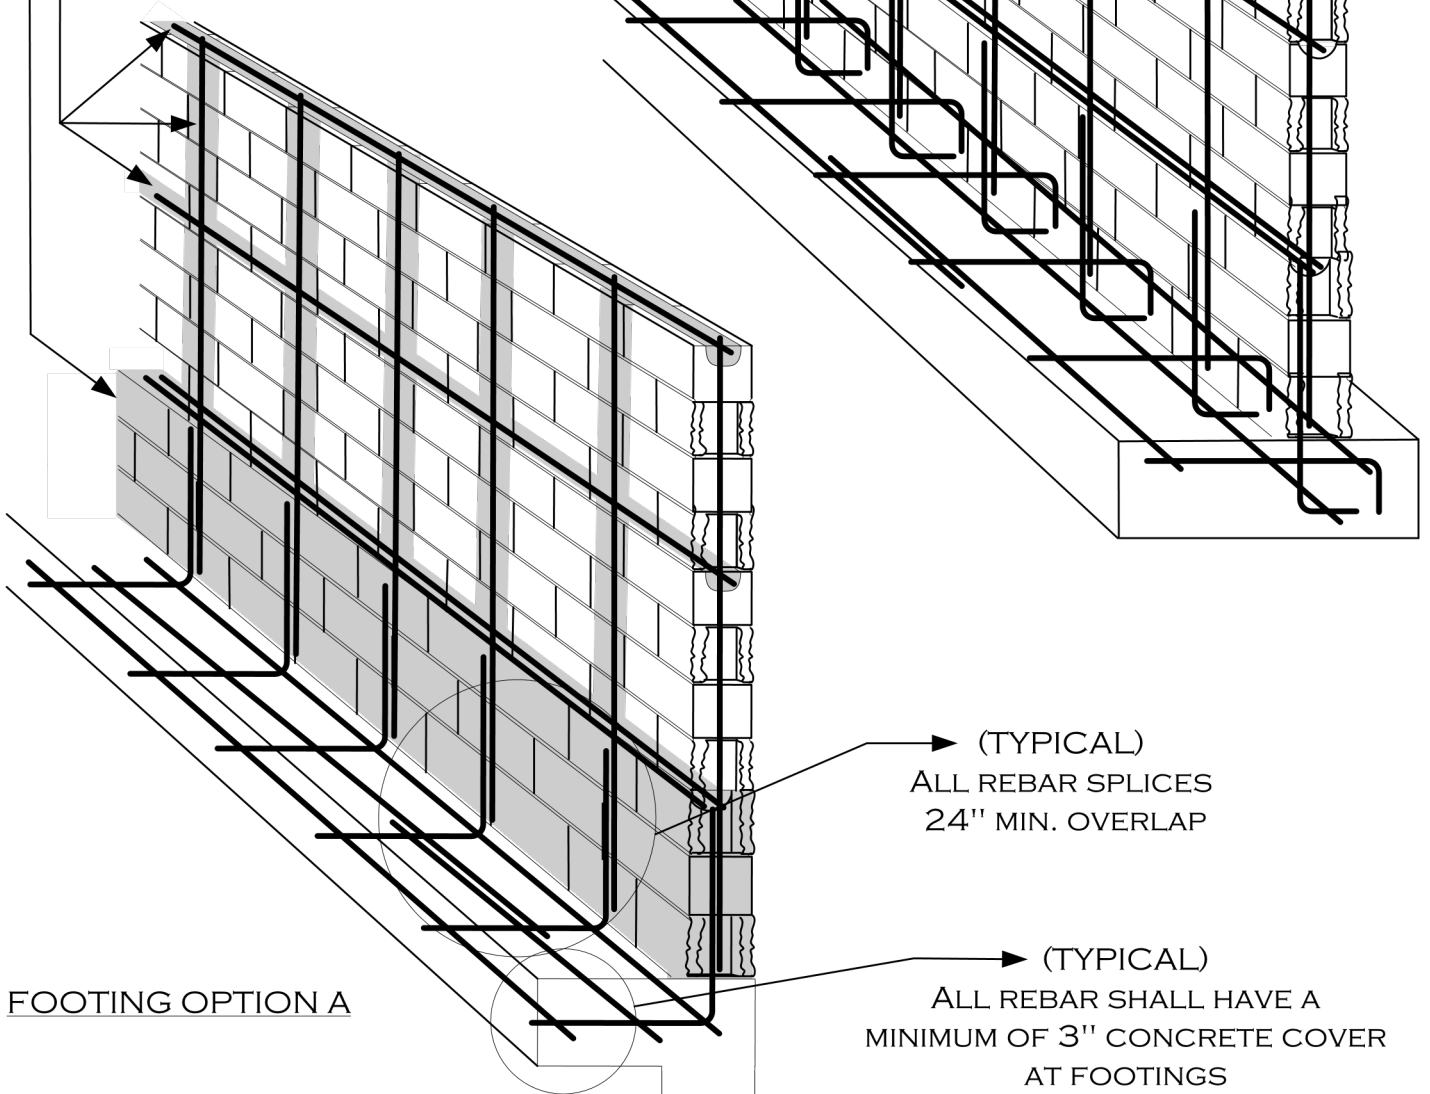 (TYPICAL)
ALL REBAR SPLICES
24" MIN. OVERLAP
(TYPICAL)
ALL REBAR SHALL HAVE A
MINIMUM OF 3" CONCRETE COVER
AT FOOTINGS
FOOTING OPTION A